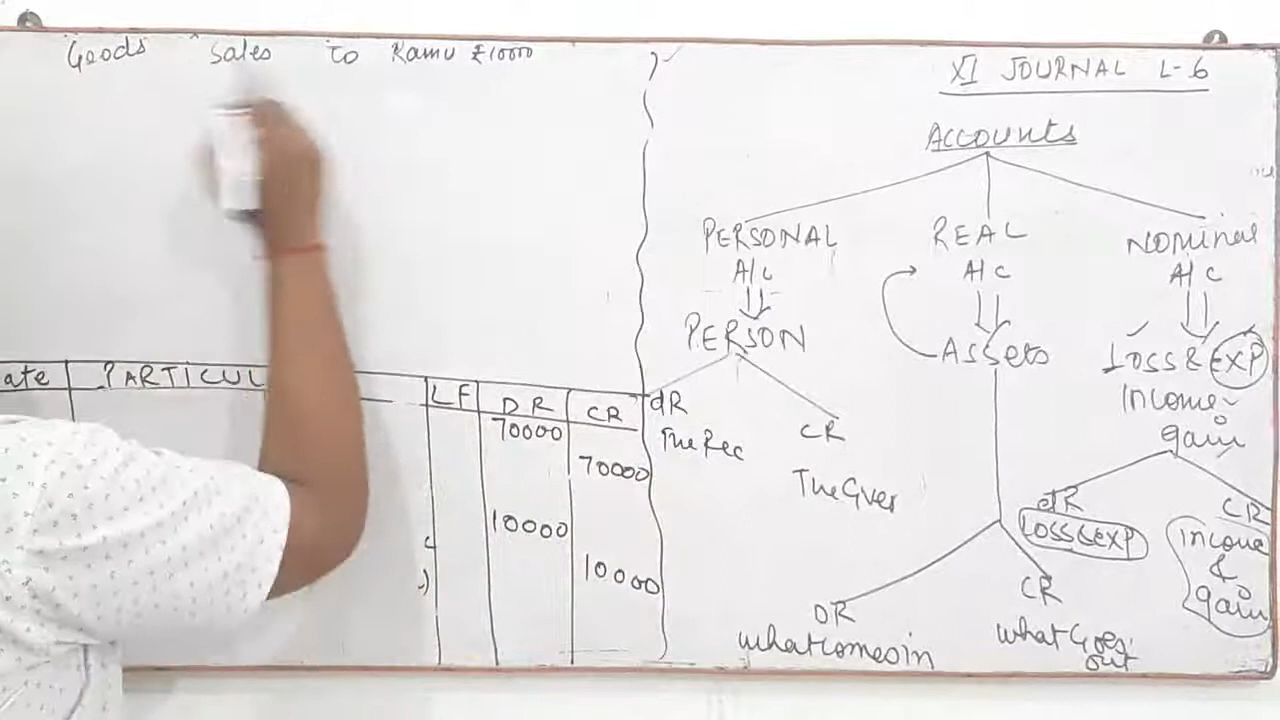 Goods sales to Ramu ₹10000
XI JOURNAL L-6
ACCOUNTS
PERSONAL REAL Nominal
A/C A/C A/C
PERSON Assets Loss & EXP
Income
gain
ate PARTICUL LF DR CR
70000
70000
10000
10000
dR CR
The Rec The Giver
DR CR
what comes in what Goes out
dR CR
Loss & EXP income & gain